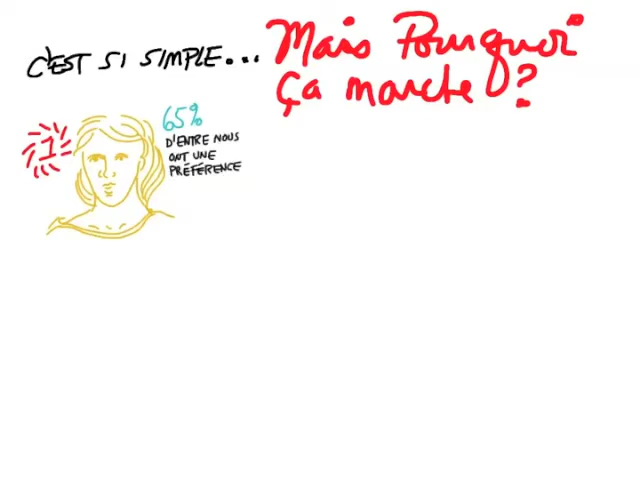 C'EST SI SIMPLE... Mais Pourquoi
ça marche ?
1
65%
D'ENTRE NOUS
ONT UNE
PRÉFÉRENCE